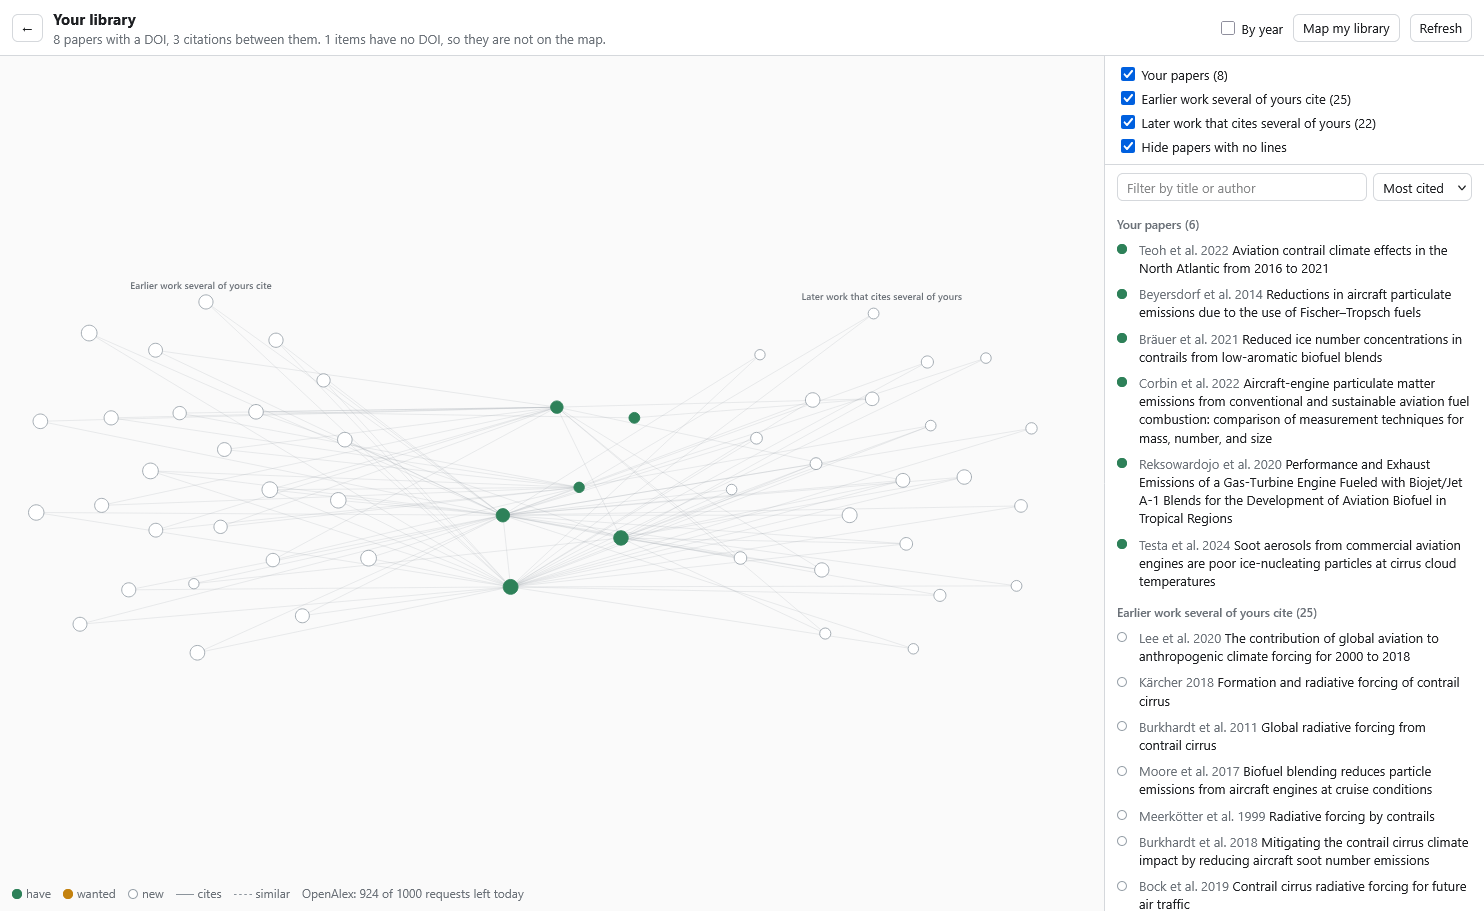 ←
Your library
8 papers with a DOI, 3 citations between them. 1 items have no DOI, so they are not on the map.
By year
Map my library
Refresh
Earlier work several of yours cite
Later work that cites several of yours
have
wanted
new
cites
similar
OpenAlex: 924 of 1000 requests left today
Your papers (8)
Earlier work several of yours cite (25)
Later work that cites several of yours (22)
Hide papers with no lines
Filter by title or author
Most cited
Your papers (6)
Teoh et al. 2022 Aviation contrail climate effects in the
North Atlantic from 2016 to 2021
Beyersdorf et al. 2014 Reductions in aircraft particulate
emissions due to the use of Fischer–Tropsch fuels
Bräuer et al. 2021 Reduced ice number concentrations in
contrails from low-aromatic biofuel blends
Corbin et al. 2022 Aircraft-engine particulate matter
emissions from conventional and sustainable aviation fuel
combustion: comparison of measurement techniques for
mass, number, and size
Reksowardojo et al. 2020 Performance and Exhaust
Emissions of a Gas-Turbine Engine Fueled with Biojet/Jet
A-1 Blends for the Development of Aviation Biofuel in
Tropical Regions
Testa et al. 2024 Soot aerosols from commercial aviation
engines are poor ice-nucleating particles at cirrus cloud
temperatures
Earlier work several of yours cite (25)
Lee et al. 2020 The contribution of global aviation to
anthropogenic climate forcing for 2000 to 2018
Kärcher 2018 Formation and radiative forcing of contrail
cirrus
Burkhardt et al. 2011 Global radiative forcing from
contrail cirrus
Moore et al. 2017 Biofuel blending reduces particle
emissions from aircraft engines at cruise conditions
Meerkötter et al. 1999 Radiative forcing by contrails
Burkhardt et al. 2018 Mitigating the contrail cirrus climate
impact by reducing aircraft soot number emissions
Bock et al. 2019 Contrail cirrus radiative forcing for future
air traffic